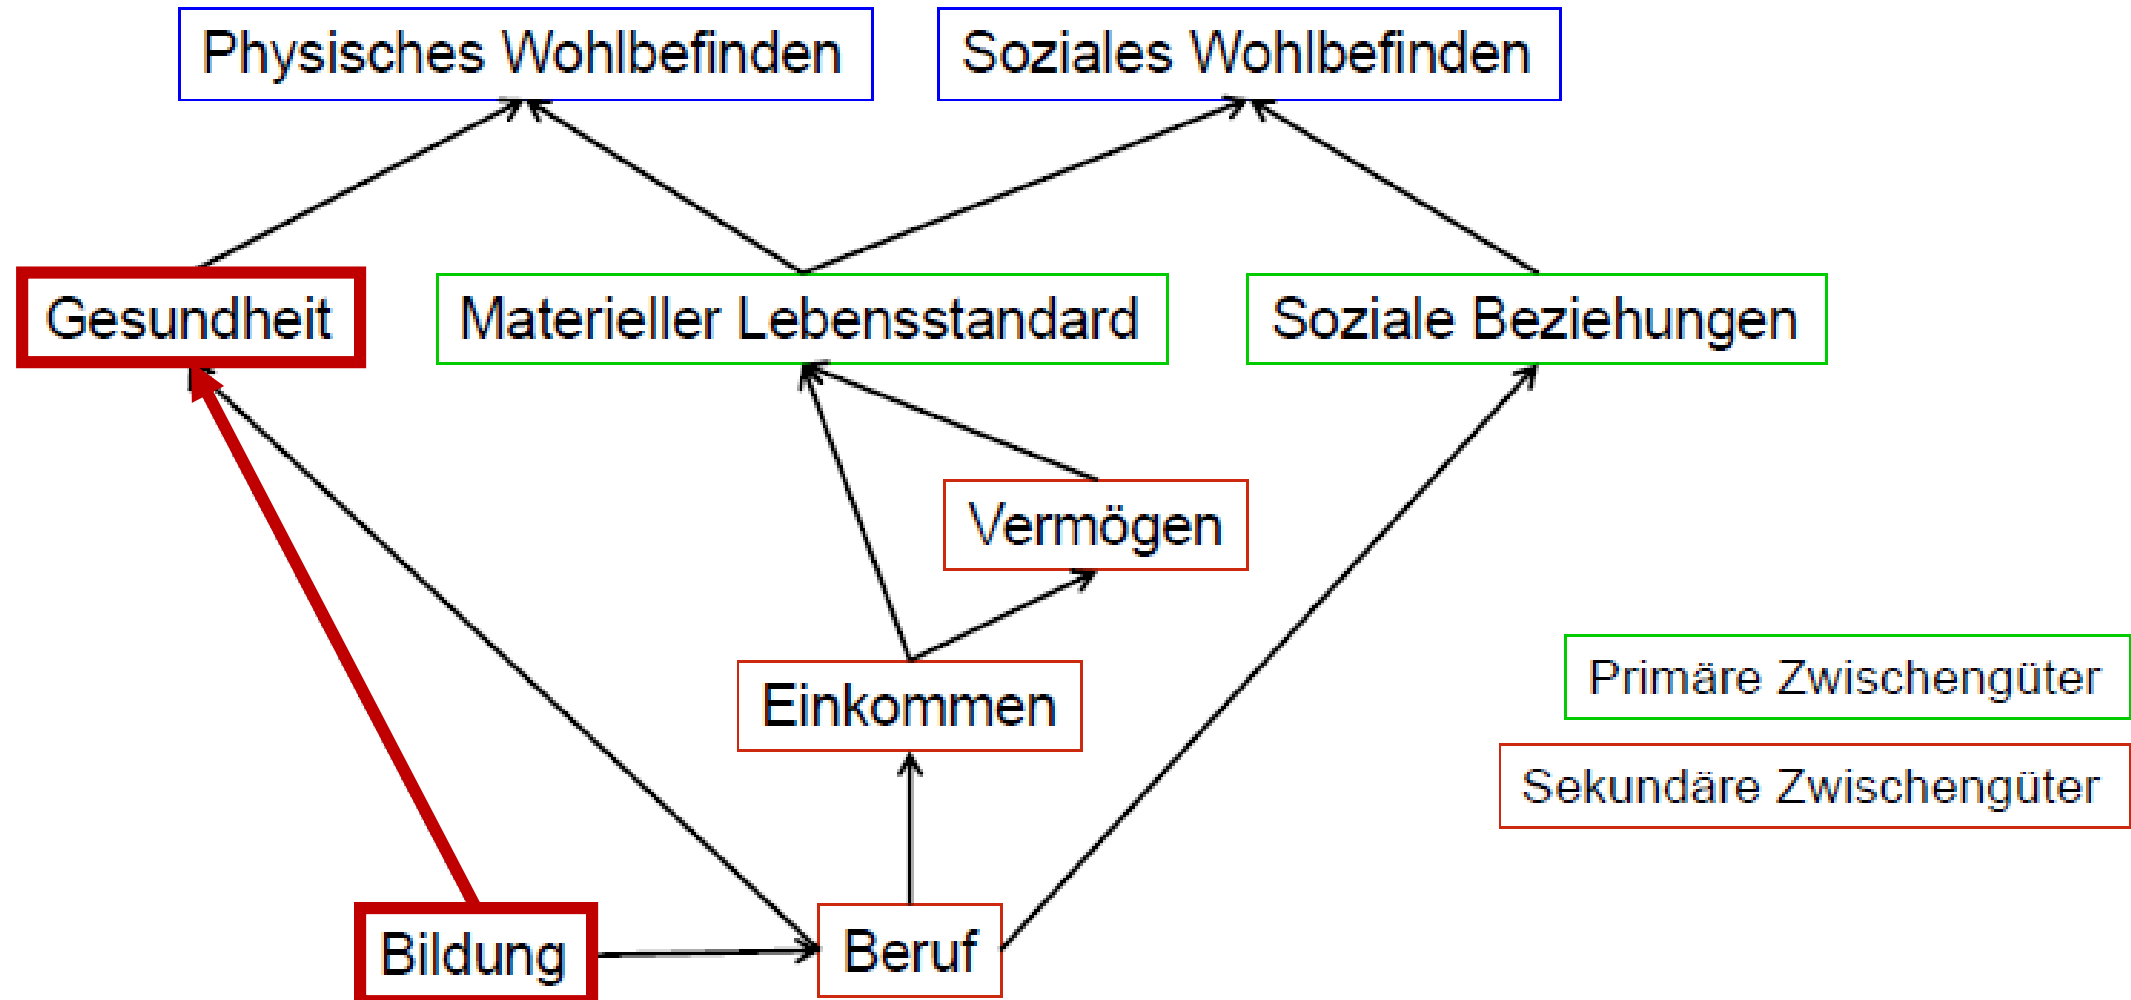 Physisches Wohlbefinden
Soziales Wohlbefinden
Gesundheit
Materieller Lebensstandard
Soziale Beziehungen
Vermögen
Einkommen
Primäre Zwischengüter
Sekundäre Zwischengüter
Bildung
Beruf